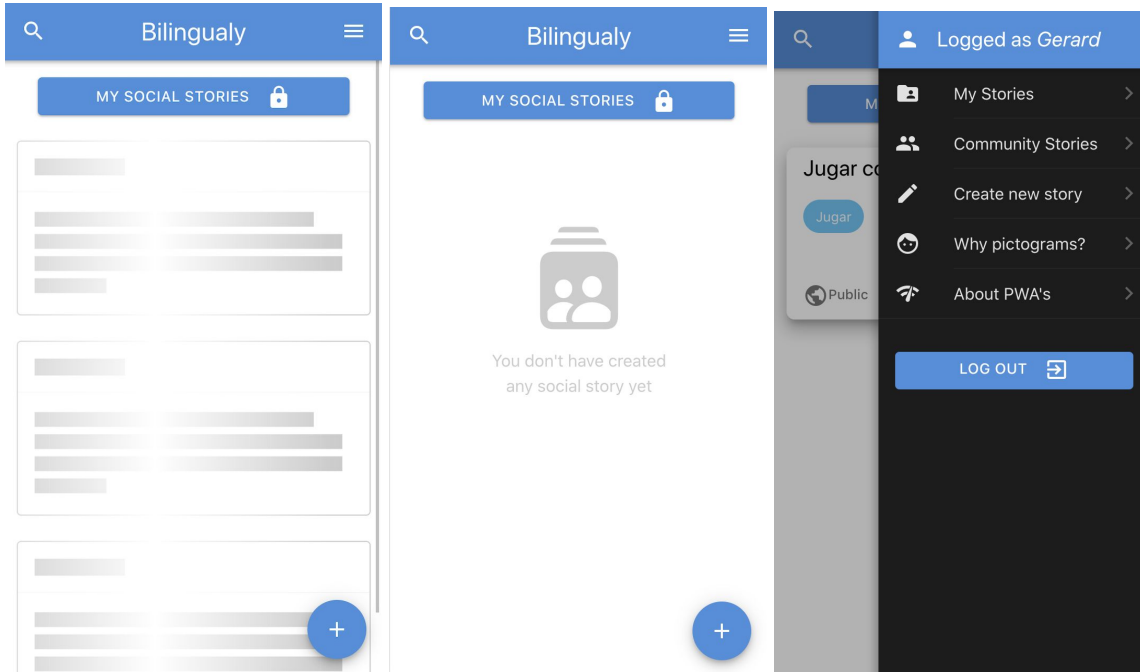 Bilingualy
MY SOCIAL STORIES
+
Bilingualy
MY SOCIAL STORIES
You don't have created
any social story yet
+
Logged as Gerard
M
Jugar co
Jugar
Public
My Stories
Community Stories
Create new story
Why pictograms?
About PWA's
LOG OUT